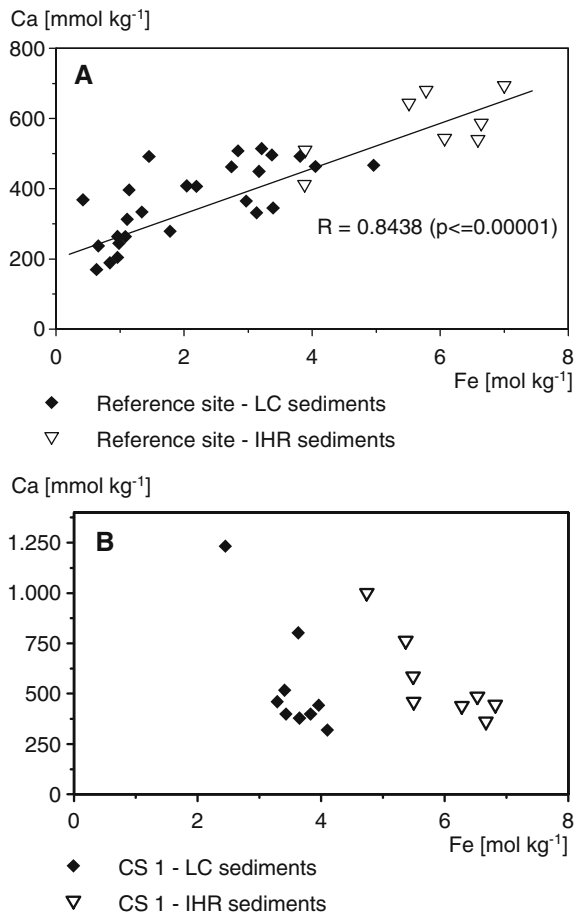 Ca [mmol kg⁻¹]
800
A
600
400
R = 0.8438 (p<=0.00001)
200
0
0 2 4 6 8
Fe [mol kg⁻¹]
Reference site - LC sediments
Reference site - IHR sediments
Ca [mmol kg⁻¹]
B
1.250
1.000
750
500
250
0
0 2 4 6 8
Fe [mol kg⁻¹]
CS 1 - LC sediments
CS 1 - IHR sediments